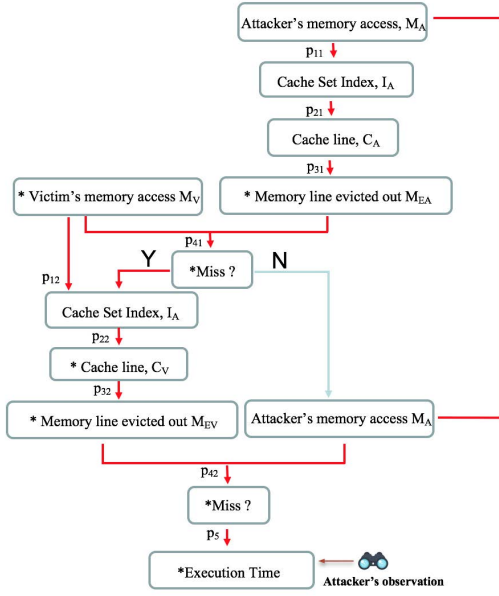 Attacker's memory access, MA
p11
Cache Set Index, IA
p21
Cache line, CA
p31
* Victim's memory access MV
* Memory line evicted out MEA
p41
Y
*Miss ?
N
p12
Cache Set Index, IA
p22
* Cache line, CV
p32
* Memory line evicted out MEV
Attacker's memory access MA
p42
*Miss ?
p5
*Execution Time
Attacker's observation